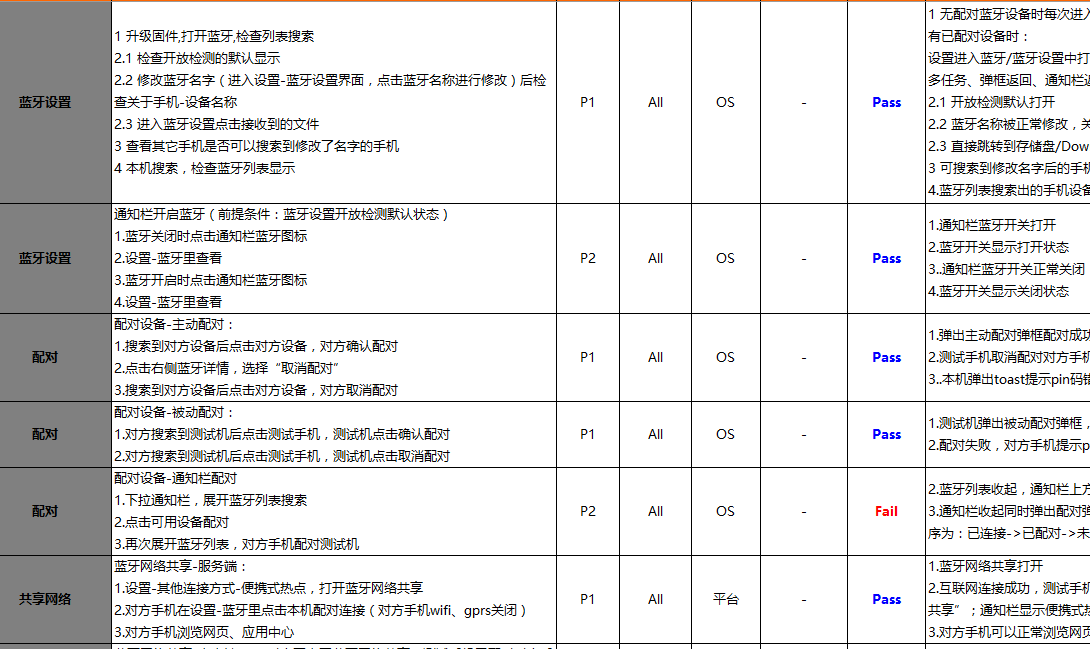 蓝牙设置
1 升级固件,打开蓝牙,检查列表搜索
2.1 检查开放检测的默认显示
2.2 修改蓝牙名字（进入设置-蓝牙设置界面，点击蓝牙名称进行修改）后检
查关于手机-设备名称
2.3 进入蓝牙设置点击接收到的文件
3 查看其它手机是否可以搜索到修改了名字的手机
4 本机搜索，检查蓝牙列表显示
P1
All
OS
-
Pass
1 无配对蓝牙设备时每次进入
有已配对设备时：
设置进入蓝牙/蓝牙设置中打
多任务、弹框返回、通知栏返
2.1 开放检测默认打开
2.2 蓝牙名称被正常修改，关
2.3 直接跳转到存储盘/Dow
3 可搜索到修改名字后的手机
4.蓝牙列表搜索出的手机设备
蓝牙设置
通知栏开启蓝牙（前提条件：蓝牙设置开放检测默认状态）
1.蓝牙关闭时点击通知栏蓝牙图标
2.设置-蓝牙里查看
3.蓝牙开启时点击通知栏蓝牙图标
4.设置-蓝牙里查看
P2
All
OS
-
Pass
1.通知栏蓝牙开关打开
2.蓝牙开关显示打开状态
3..通知栏蓝牙开关正常关闭
4.蓝牙开关显示关闭状态
配对
配对设备-主动配对：
1.搜索到对方设备后点击对方设备，对方确认配对
2.点击右侧蓝牙详情，选择“取消配对”
3.搜索到对方设备后点击对方设备，对方取消配对
P1
All
OS
-
Pass
1.弹出主动配对弹框配对成功
2.测试手机取消配对对方手机
3..本机弹出toast提示pin码错
配对
配对设备-被动配对：
1.对方搜索到测试机后点击测试手机，测试机点击确认配对
2.对方搜索到测试机后点击测试手机，测试机点击取消配对
P1
All
OS
-
Pass
1.测试机弹出被动配对弹框，
2.配对失败，对方手机提示p
配对
配对设备-通知栏配对
1.下拉通知栏，展开蓝牙列表搜索
2.点击可用设备配对
3.再次展开蓝牙列表，对方手机配对测试机
P2
All
OS
-
Fail
2.蓝牙列表收起，通知栏上方
3.通知栏收起同时弹出配对弹
序为：已连接->已配对->未
共享网络
蓝牙网络共享-服务端：
1.设置-其他连接方式-便携式热点，打开蓝牙网络共享
2.对方手机在设置-蓝牙里点击本机配对连接（对方手机wifi、gprs关闭）
3.对方手机浏览网页、应用中心
P1
All
平台
-
Pass
1.蓝牙网络共享打开
2.互联网连接成功，测试手机
共享”；通知栏显示便携式热
3.对方手机可以正常浏览网页